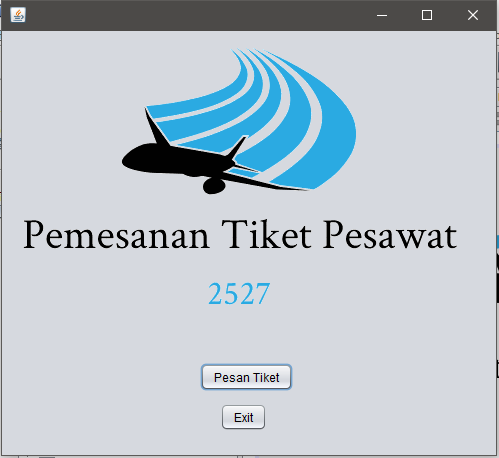 Pemesanan Tiket Pesawat
2527
Pesan Tiket
Exit